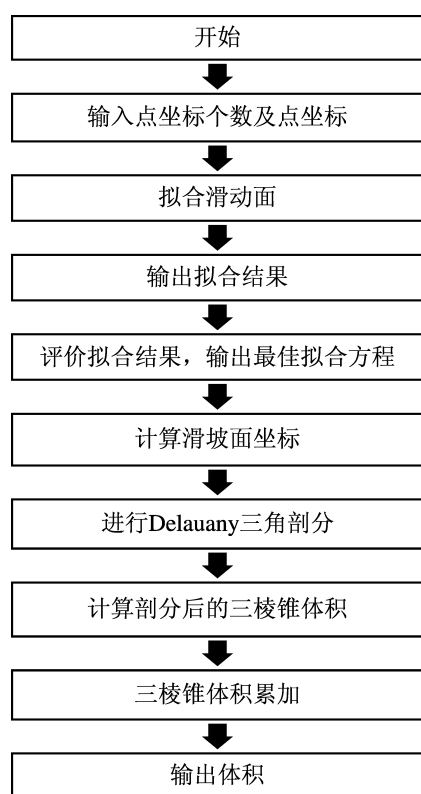 开始
输入点坐标个数及点坐标
拟合滑动面
输出拟合结果
评价拟合结果，输出最佳拟合方程
计算滑坡面坐标
进行Delauany三角剖分
计算剖分后的三棱锥体积
三棱锥体积累加
输出体积